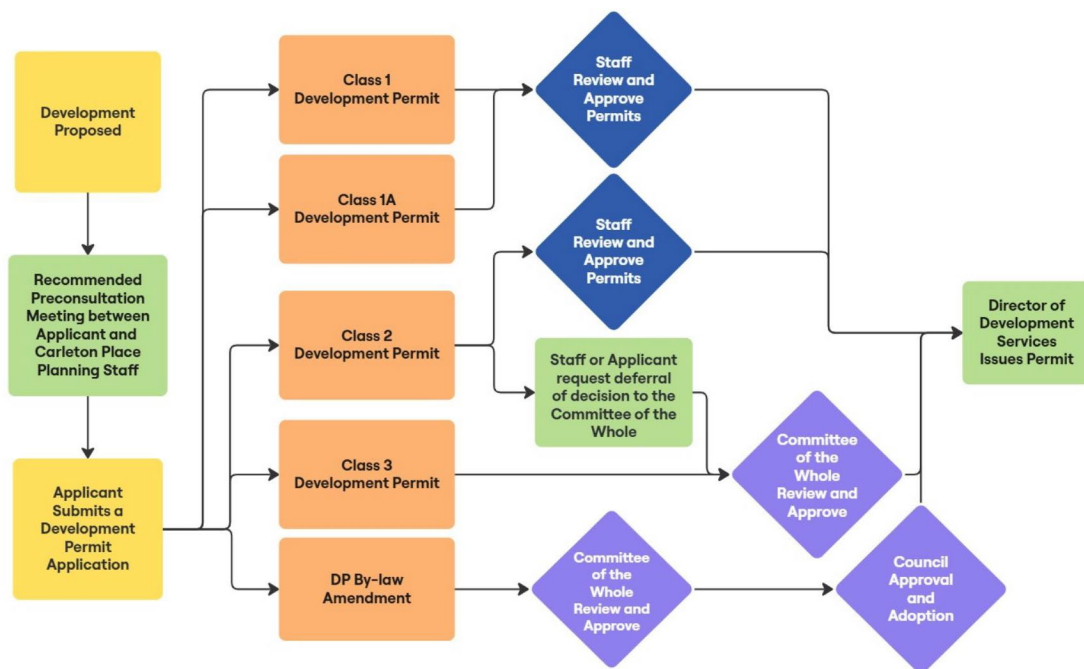 Development
Proposed
Recommended
Preconsultation
Meeting between
Applicant and
Carleton Place
Planning Staff
Applicant
Submits a
Development
Permit
Application
Class 1
Development Permit
Class 1A
Development Permit
Class 2
Development Permit
Class 3
Development Permit
DP By-law
Amendment
Staff
Review and
Approve
Permits
Staff
Review and
Approve
Permits
Staff or Applicant
request deferral
of decision to the
Committee of the
Whole
Committee
of the
Whole
Review and
Approve
Committee
of the
Whole
Review and
Approve
Council
Approval
and
Adoption
Director of
Development
Services
Issues Permit